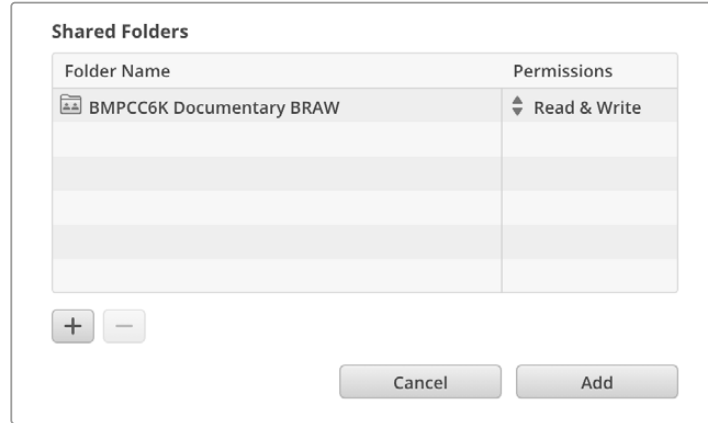 Shared Folders
Folder Name Permissions
BMPCC6K Documentary BRAW Read & Write
Cancel Add